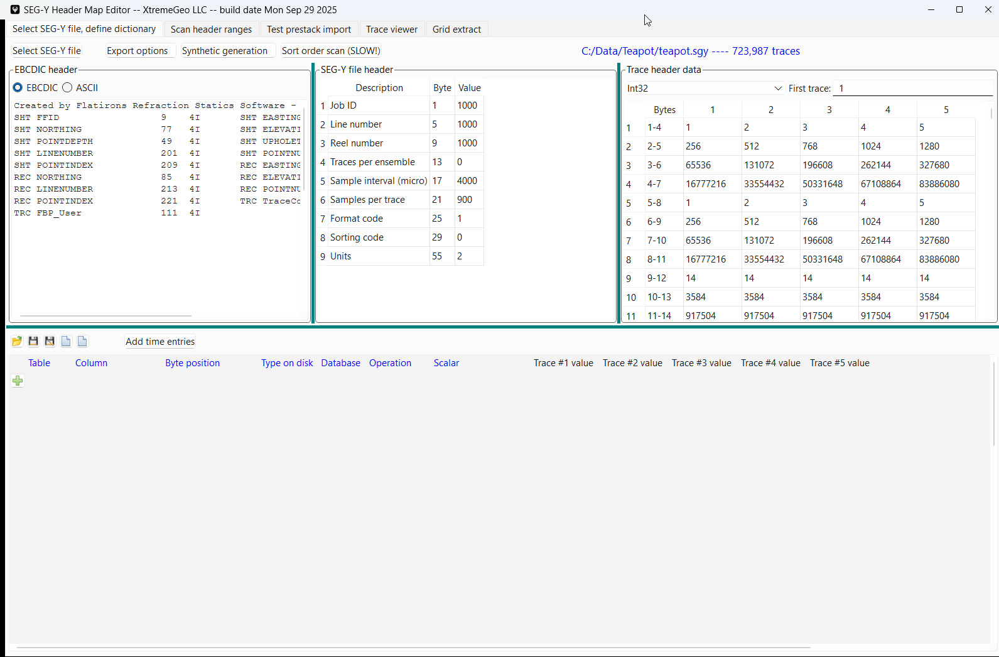 SEG-Y Header Map Editor -- XtremeGeo LLC -- build date Mon Sep 29 2025
Select SEG-Y file, define dictionary Scan header ranges Test prestack import Trace viewer Grid extract
Select SEG-Y file Export options Synthetic generation Sort order scan (SLOW!) C:/Data/Teapot/teapot.sgy ---- 723,987 traces
EBCDIC header
EBCDIC ASCII
Created by Flatirons Refraction Statics Software -
SHT FFID 9 4I SHT EASTING
SHT NORTHING 77 4I SHT ELEVATI
SHT POINTDEPTH 49 4I SHT UPHOLET
SHT LINENUMBER 201 4I SHT POINTNU
SHT POINTINDEX 209 4I REC EASTING
REC NORTHING 85 4I REC ELEVATI
REC LINENUMBER 213 4I REC POINTNU
REC POINTINDEX 221 4I TRC TraceCo
TRC FBP_User 111 4I
SEG-Y file header
Description Byte Value
1 Job ID 1 1000
2 Line number 5 1000
3 Reel number 9 1000
4 Traces per ensemble 13 0
5 Sample interval (micro) 17 4000
6 Samples per trace 21 900
7 Format code 25 1
8 Sorting code 29 0
9 Units 55 2
Trace header data
Int32 First trace: 1
Bytes 1 2 3 4 5
1 1-4 1 2 3 4 5
2 2-5 256 512 768 1024 1280
3 3-6 65536 131072 196608 262144 327680
4 4-7 16777216 33554432 50331648 67108864 83886080
5 5-8 1 2 3 4 5
6 6-9 256 512 768 1024 1280
7 7-10 65536 131072 196608 262144 327680
8 8-11 16777216 33554432 50331648 67108864 83886080
9 9-12 14 14 14 14 14
10 10-13 3584 3584 3584 3584 3584
11 11-14 917504 917504 917504 917504 917504
Add time entries
Table Column Byte position Type on disk Database Operation Scalar Trace #1 value Trace #2 value Trace #3 value Trace #4 value Trace #5 value